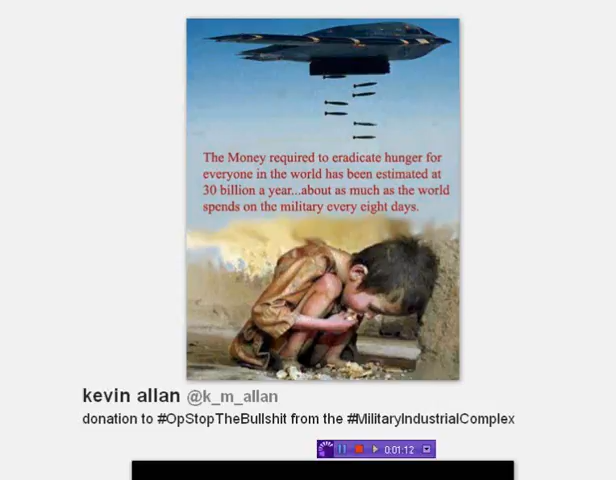 The Money required to eradicate hunger for
everyone in the world has been estimated at
30 billion a year...about as much as the world
spends on the military every eight days.
kevin allan @k_m_allan
donation to #OpStopTheBullshit from the #MilitaryIndustrialComplex
0:01:12